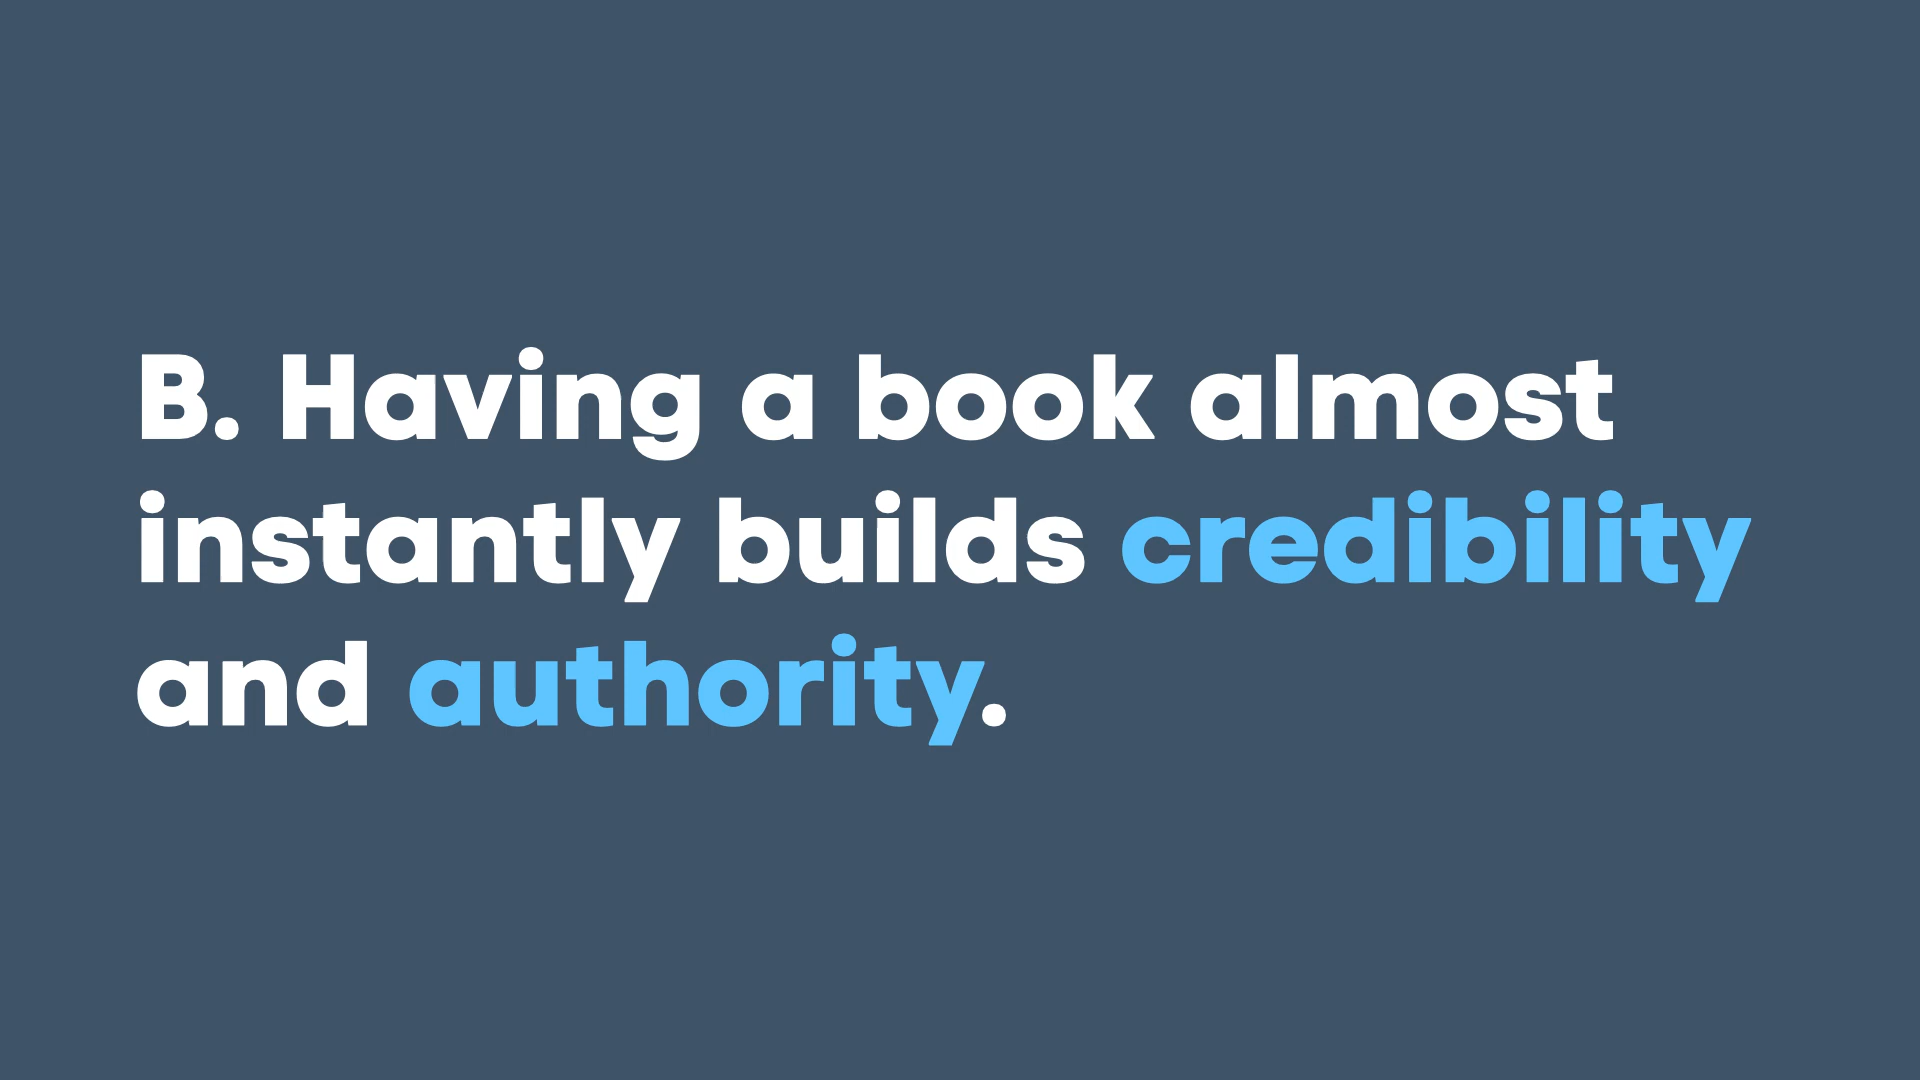 B. Having a book almost
instantly builds credibility
and authority.